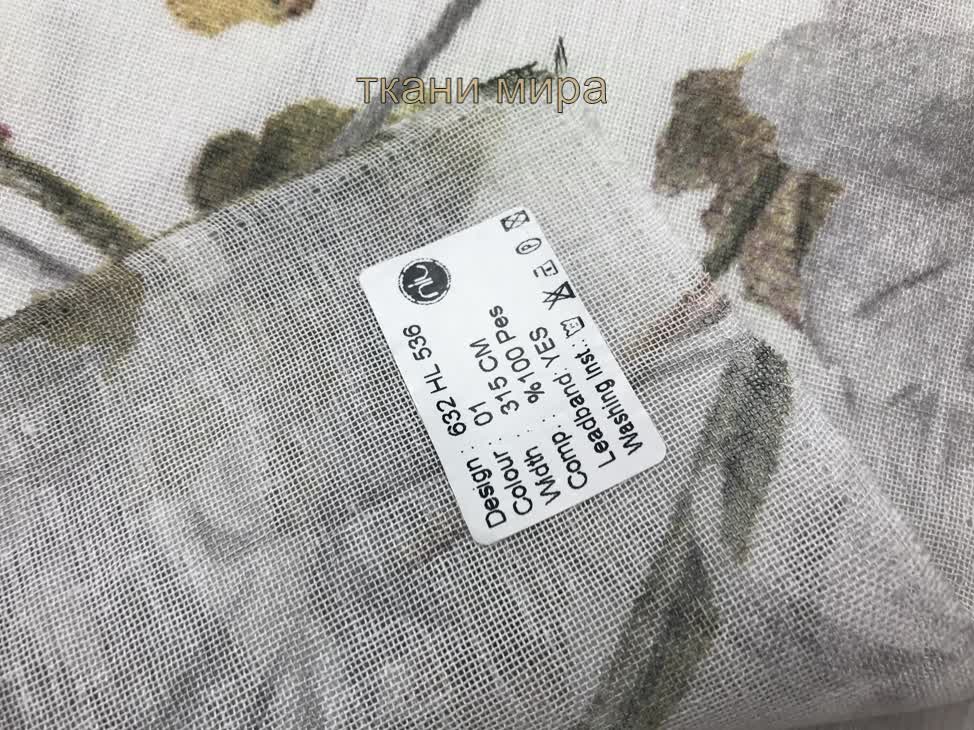 ткани мира
Design : 632 HL 536
Colour : 01
Width : 315 CM
Comp. : %100 Pes
Leadband: YES
Washing Inst.: